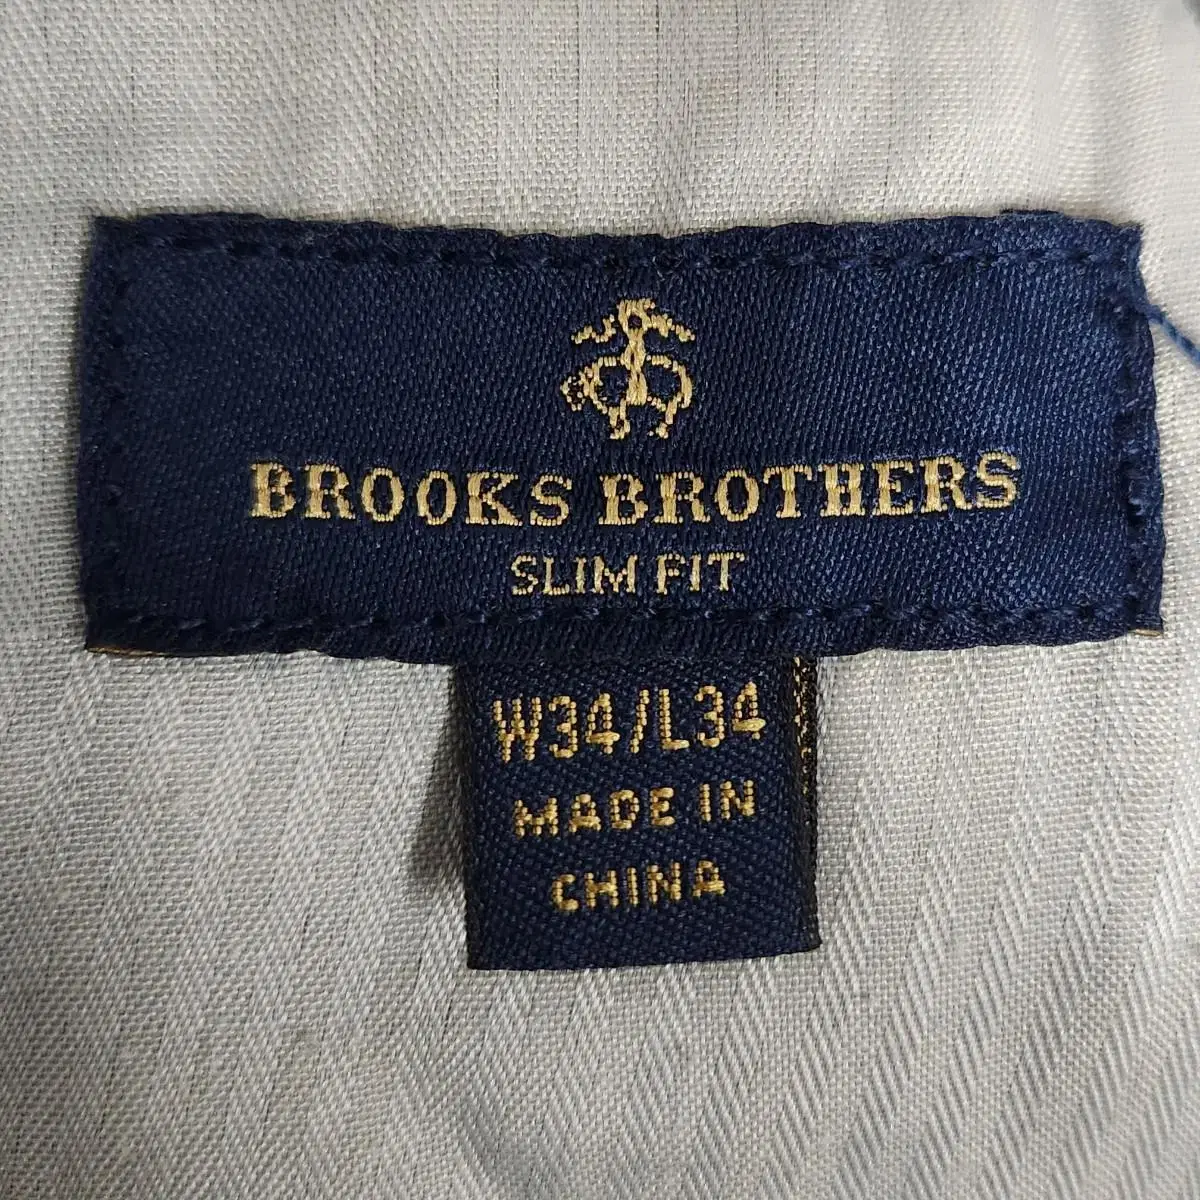 BROOKS BROTHERS
SLIM FIT
W34/L34
MADE IN
CHINA